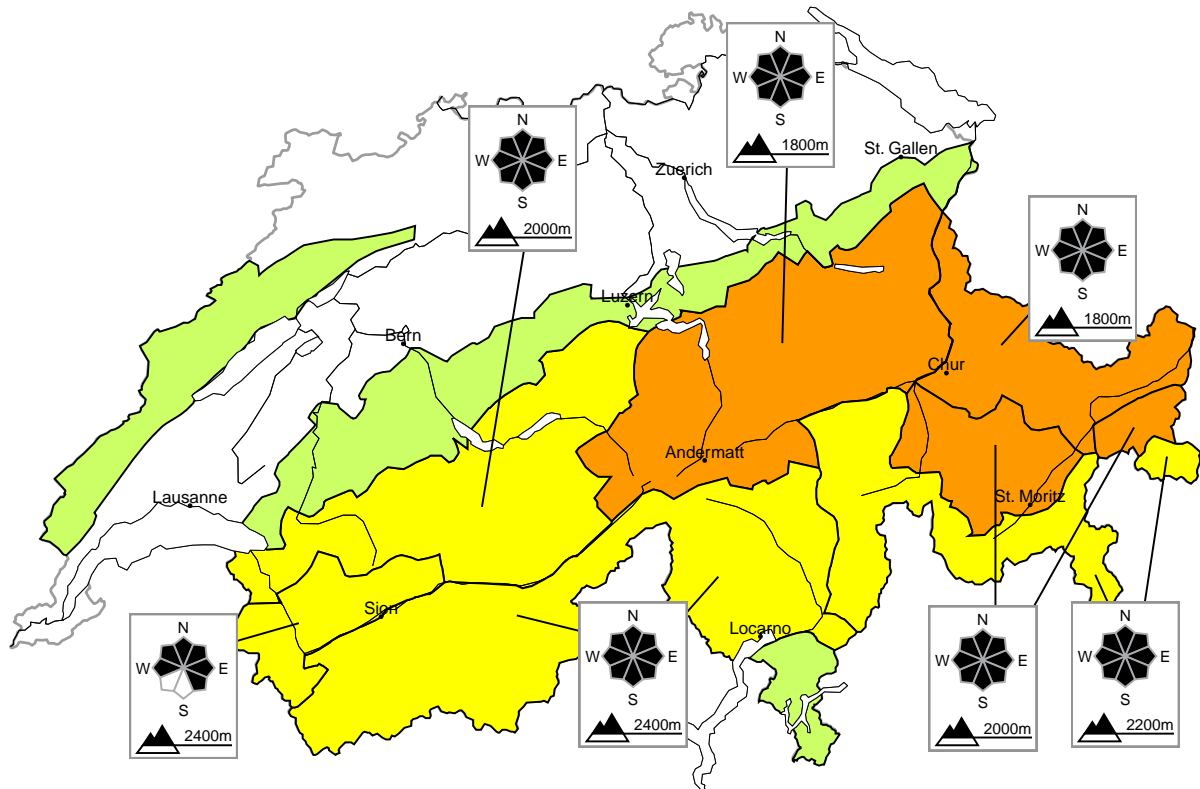 N
W E
S
1800m
N
W E
S
2000m
St. Gallen
Zuerich
N
W E
S
1800m
Luzern
Bern
Chur
Andermatt
Lausanne
St. Moritz
Sion
Locarno
N
W E
S
2400m
N
W E
S
2400m
N
W E
S
2000m
N
W E
S
2200m